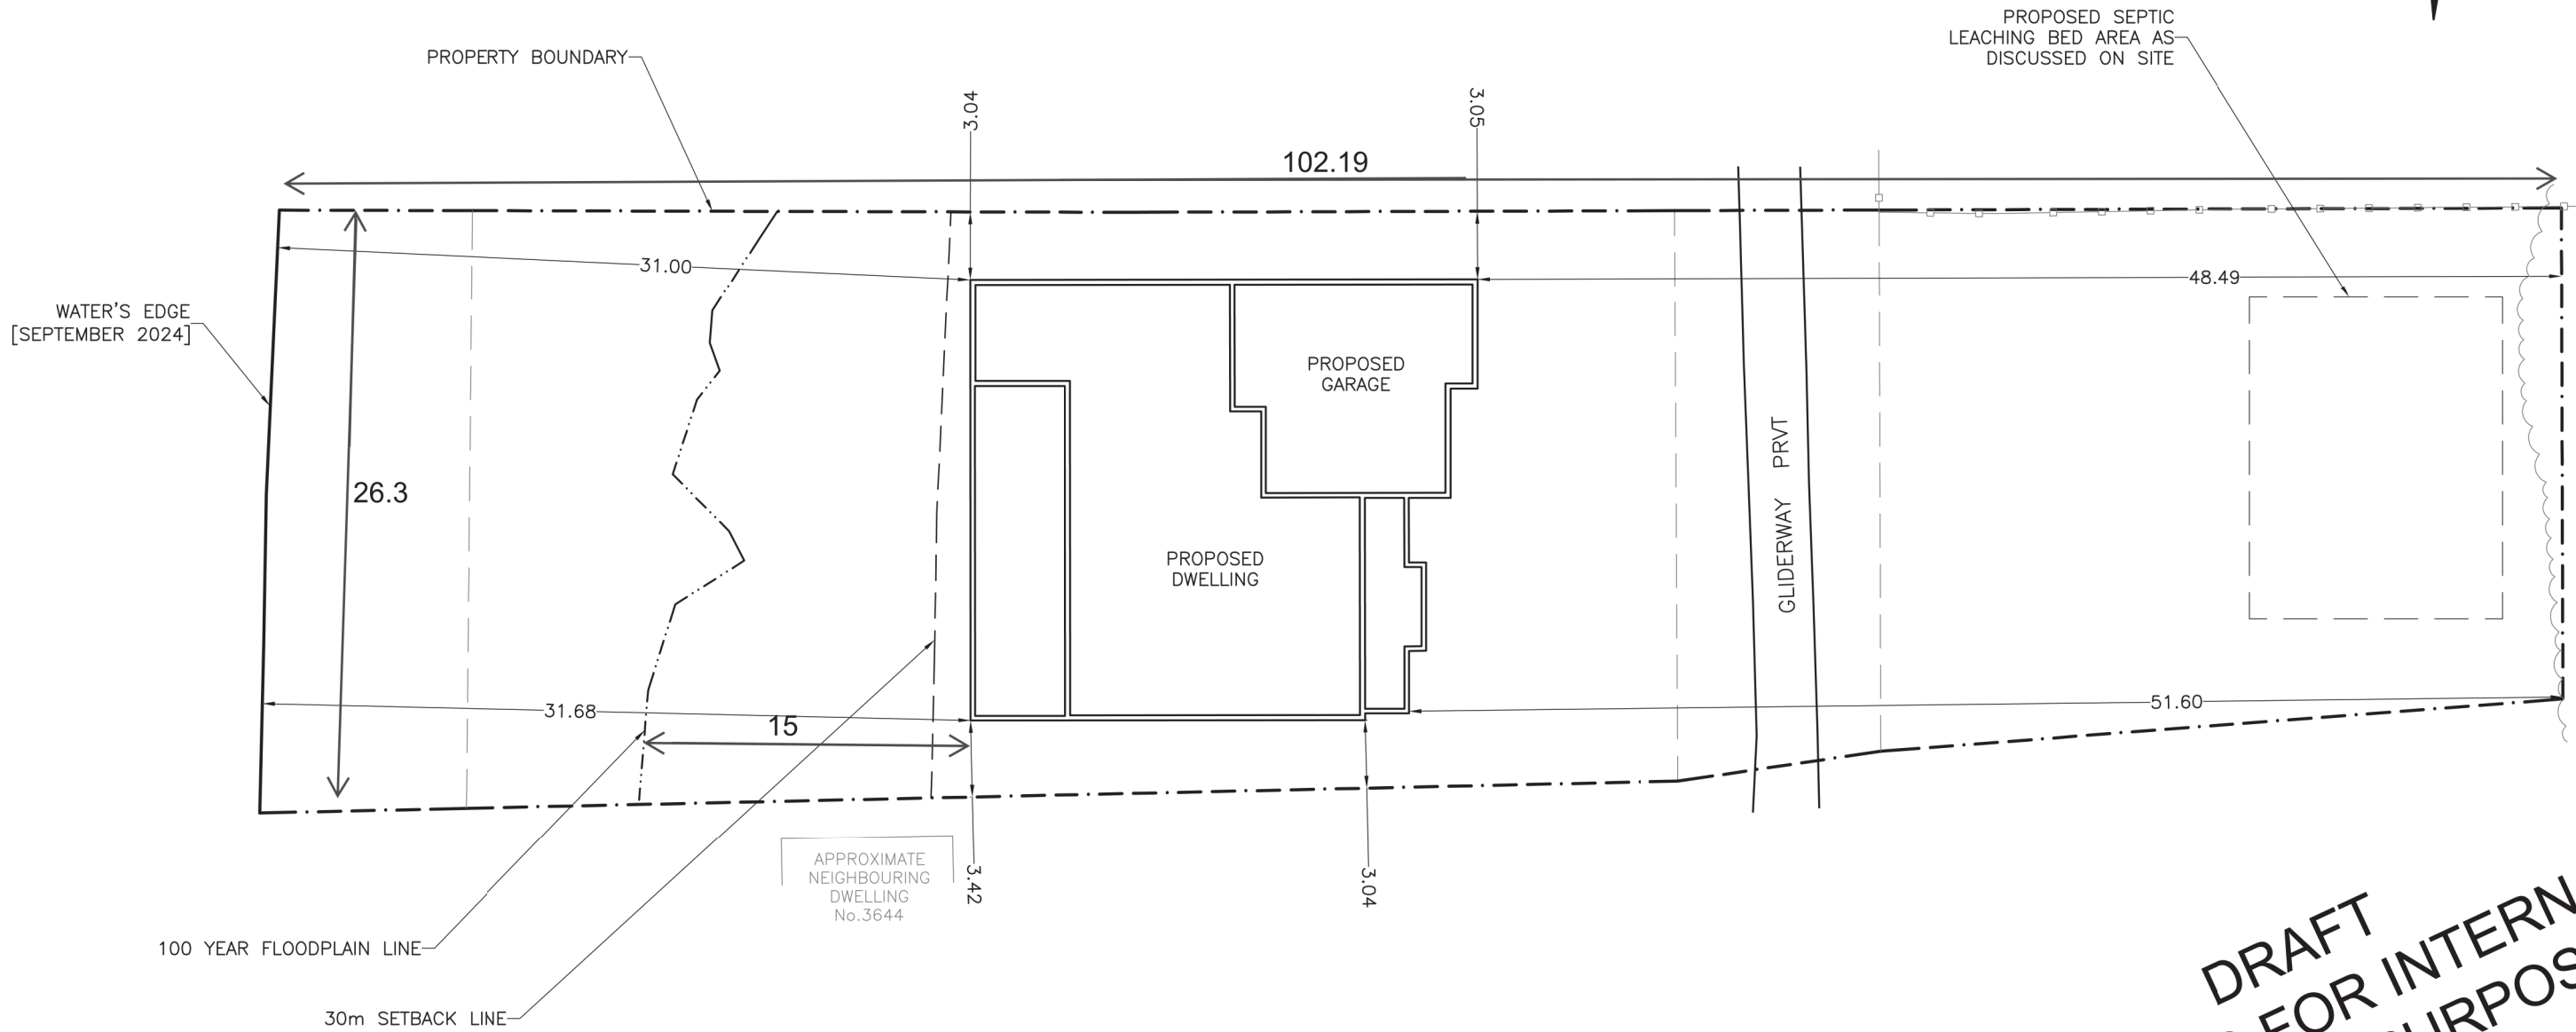 PROPOSED SEPTIC
LEACHING BED AREA AS
DISCUSSED ON SITE
PROPERTY BOUNDARY
3.04
3.05
102.19
31.00
48.49
WATER'S EDGE
[SEPTEMBER 2024]
PROPOSED
GARAGE
26.3
GLIDERWAY PRVT
PROPOSED
DWELLING
31.68
15
51.60
APPROXIMATE
NEIGHBOURING
DWELLING
No.3644
3.42
3.04
100 YEAR FLOODPLAIN LINE
30m SETBACK LINE
DRAFT
FOR INTERN